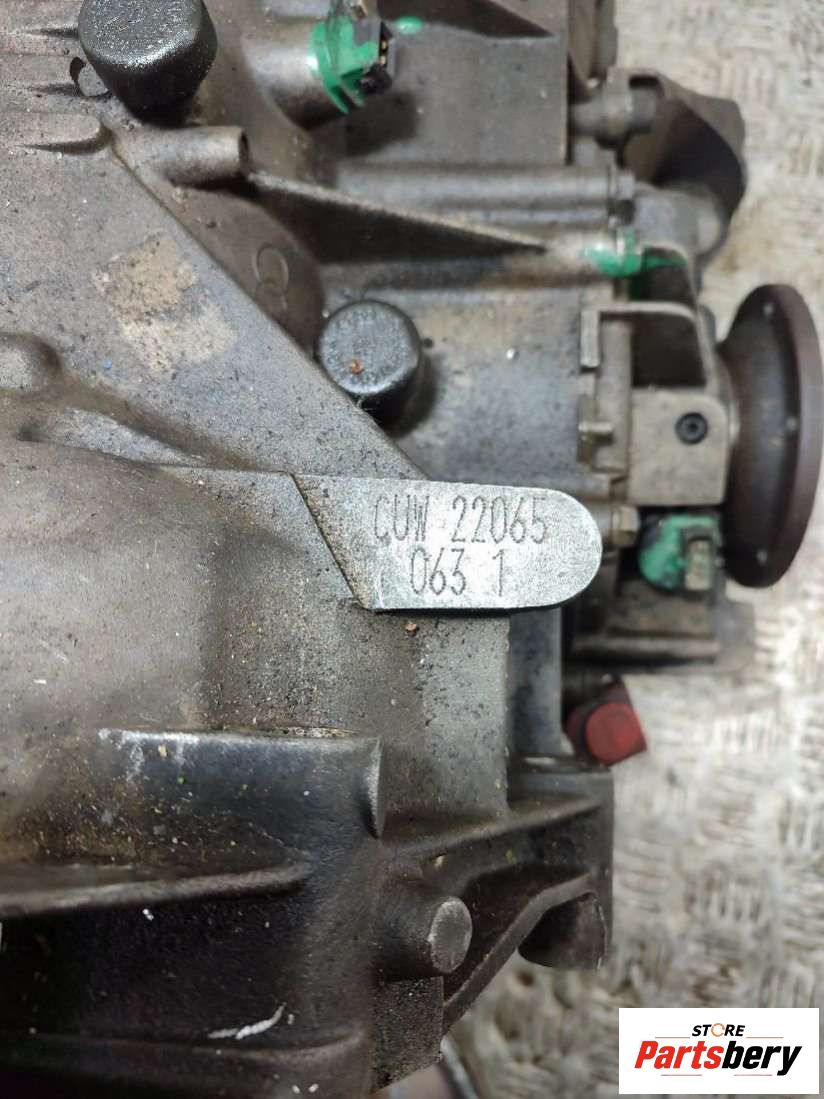 CUW 22065
063 1
STORE
Partsbery